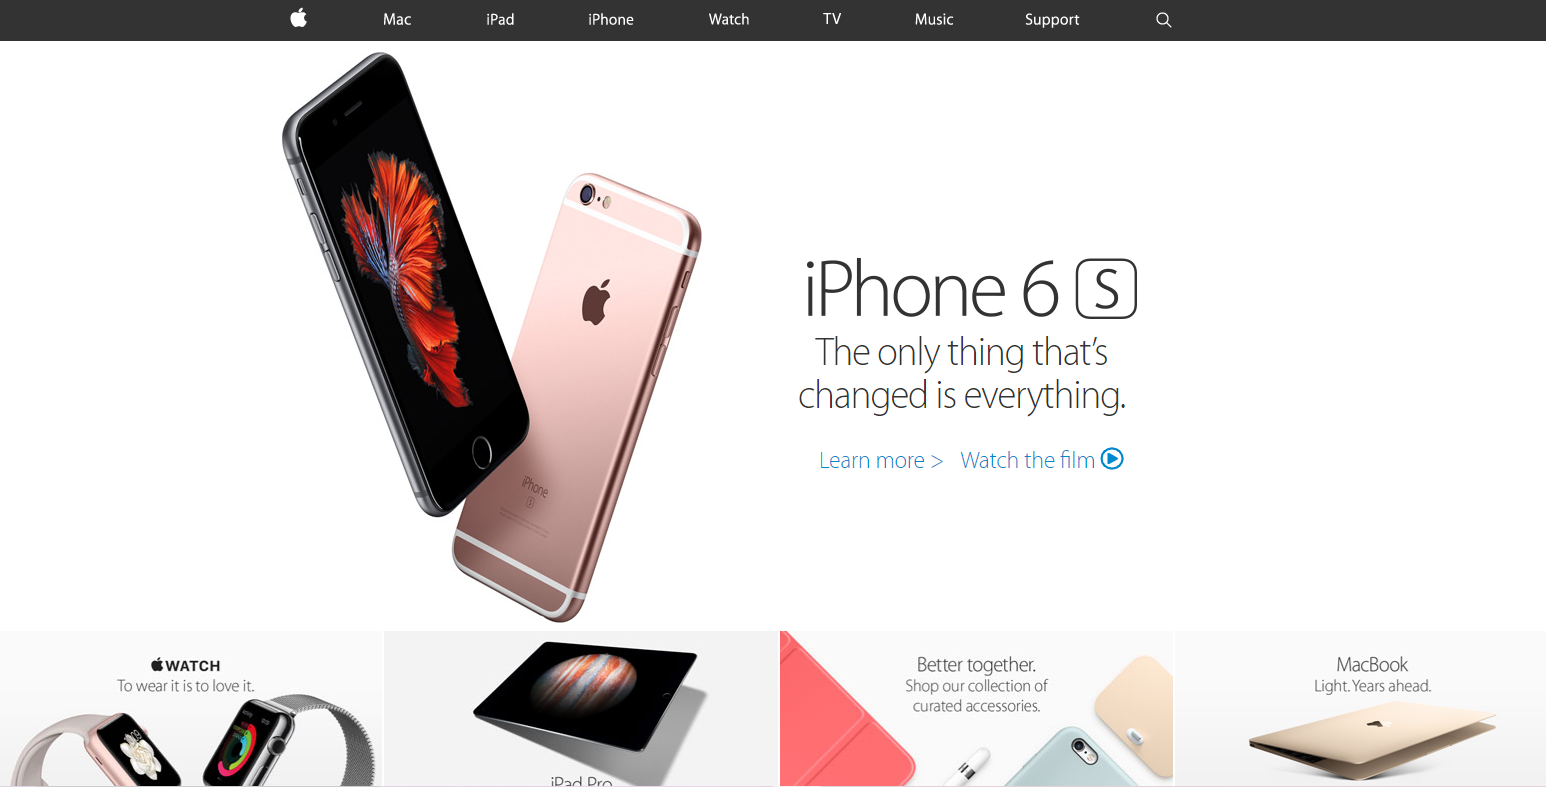 Mac iPad iPhone Watch TV Music Support
iPhone 6 S
The only thing that's
changed is everything.
Learn more > Watch the film
iPhone
S
WATCH
To wear it is to love it.
iPad Pro
Better together.
Shop our collection of
curated accessories.
MacBook
Light. Years ahead.